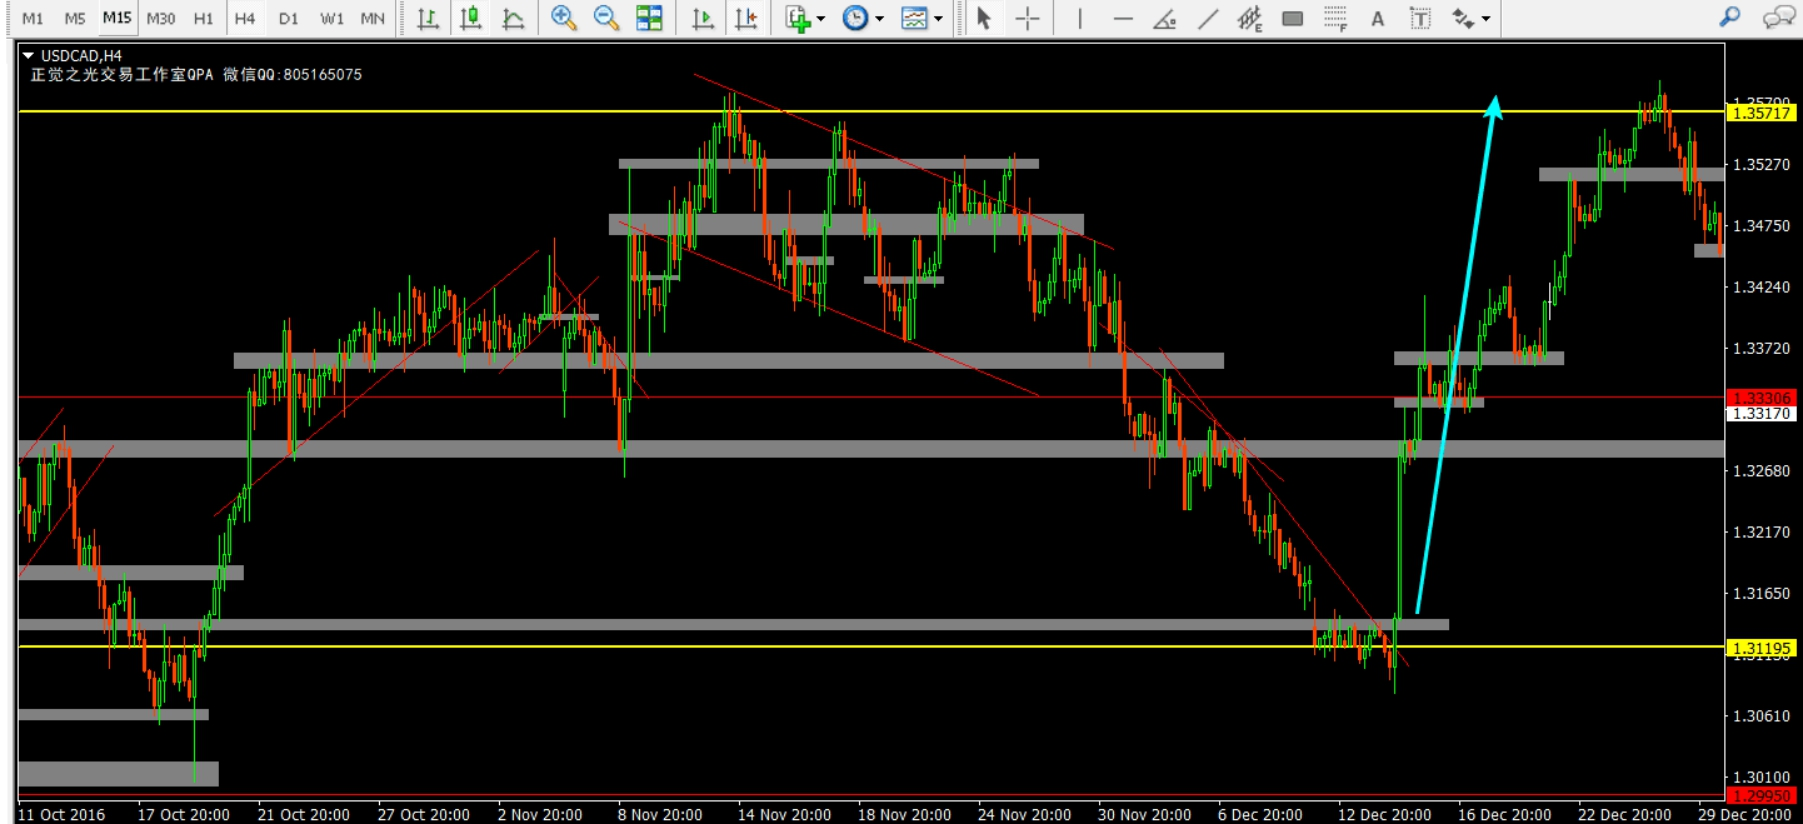 M1 M5 M15 M30 H1 H4 D1 W1 MN
E F A T
USDCAD,H4
正觉之光交易工作室QPA 微信QQ:805165075
1.35717
1.35270
1.34750
1.34240
1.33720
1.33306
1.33170
1.32680
1.32170
1.31650
1.31195
1.30610
1.30100
1.29950
11 Oct 2016 17 Oct 20:00 21 Oct 20:00 27 Oct 20:00 2 Nov 20:00 8 Nov 20:00 14 Nov 20:00 18 Nov 20:00 24 Nov 20:00 30 Nov 20:00 6 Dec 20:00 12 Dec 20:00 16 Dec 20:00 22 Dec 20:00 29 Dec 20:00